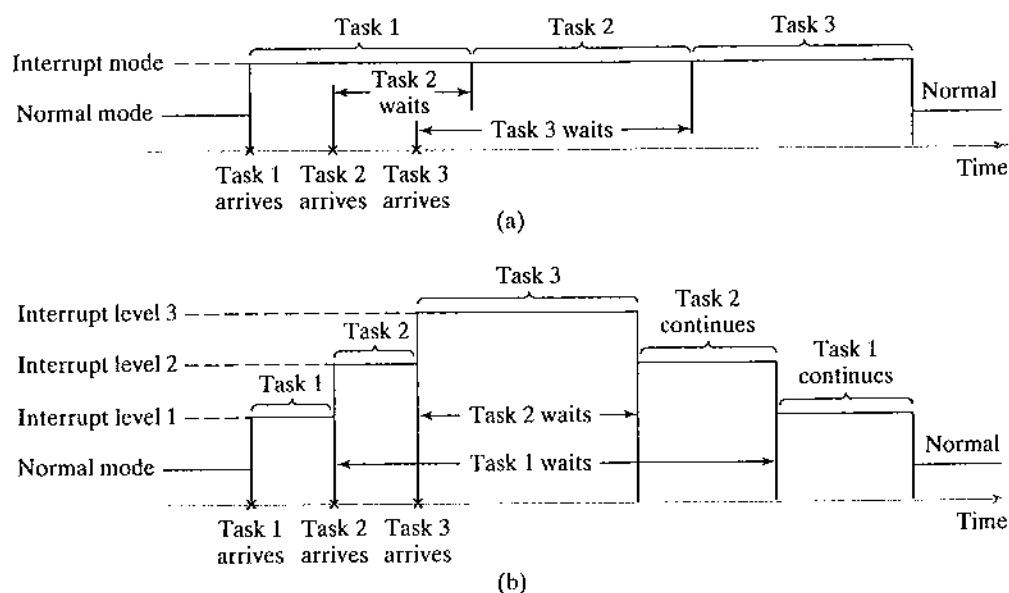 Task 1
Task 2
Task 3
Interrupt mode
Task 2
waits
Normal
Normal mode
Task 3 waits
Time
Task 1
arrives
Task 2
arrives
Task 3
arrives
(a)
Task 3
Interrupt level 3
Task 2
continues
Task 2
Interrupt level 2
Task 1
continues
Task 1
Interrupt level 1
Task 2 waits
Normal
Normal mode
Task 1 waits
Time
Task 1
arrives
Task 2
arrives
Task 3
arrives
(b)